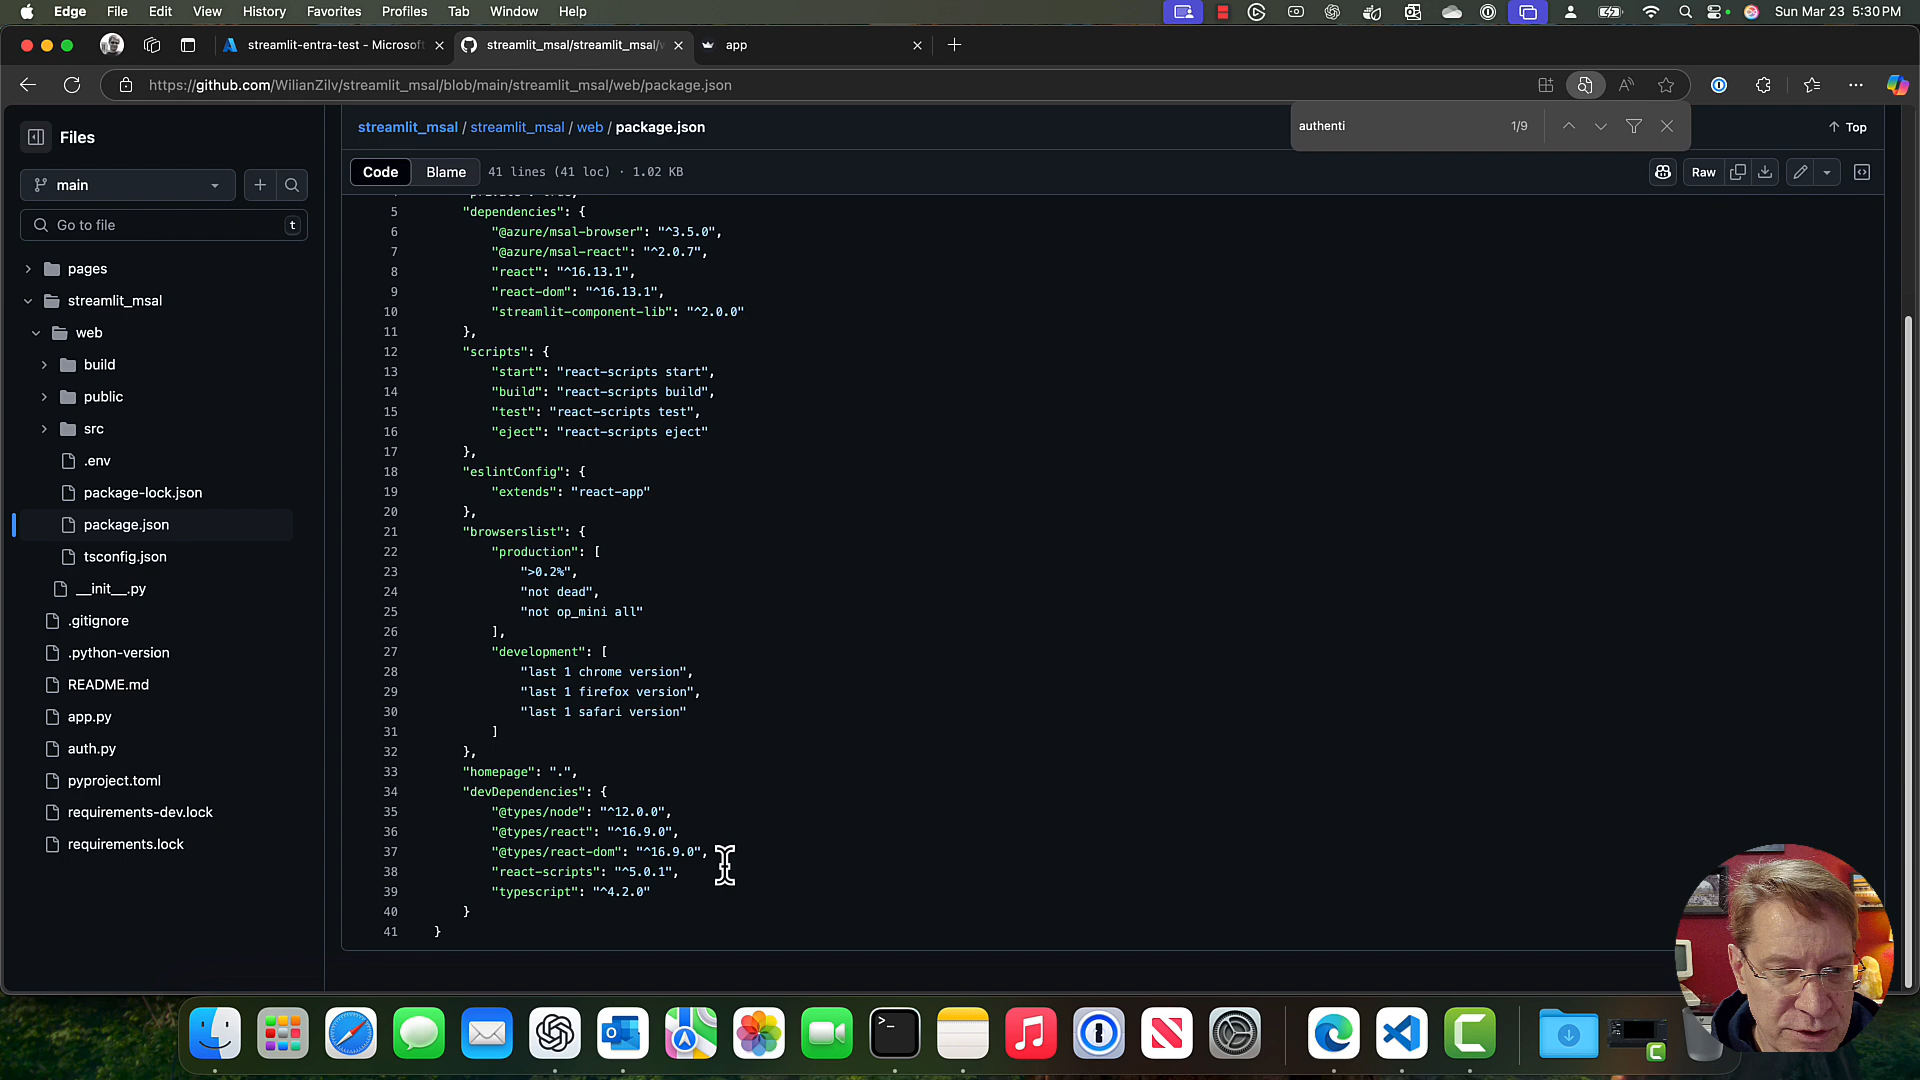 Edge File Edit View History Favorites Profiles Tab Window Help Sun Mar 23 5:30 PM
streamlit-entra-test - Microsoft streamlit_msal/streamlit_msal/w app
https://github.com/WilianZilv/streamlit_msal/blob/main/streamlit_msal/web/package.json
Files
streamlit_msal / streamlit_msal / web / package.json
authenti 1/9
Top
main
Code Blame 41 lines (41 loc) · 1.02 KB
Raw
Go to file t
pages
streamlit_msal
web
build
public
src
.env
package-lock.json
package.json
tsconfig.json
__init__.py
.gitignore
.python-version
README.md
app.py
auth.py
pyproject.toml
requirements-dev.lock
requirements.lock
5 "dependencies": {
6 "@azure/msal-browser": "^3.5.0",
7 "@azure/msal-react": "^2.0.7",
8 "react": "^16.13.1",
9 "react-dom": "^16.13.1",
10 "streamlit-component-lib": "^2.0.0"
11 },
12 "scripts": {
13 "start": "react-scripts start",
14 "build": "react-scripts build",
15 "test": "react-scripts test",
16 "eject": "react-scripts eject"
17 },
18 "eslintConfig": {
19 "extends": "react-app"
20 },
21 "browserslist": {
22 "production": [
23 ">0.2%",
24 "not dead",
25 "not op_mini all"
26 ],
27 "development": [
28 "last 1 chrome version",
29 "last 1 firefox version",
30 "last 1 safari version"
31 ]
32 },
33 "homepage": ".",
34 "devDependencies": {
35 "@types/node": "^12.0.0",
36 "@types/react": "^16.9.0",
37 "@types/react-dom": "^16.9.0",
38 "react-scripts": "^5.0.1",
39 "typescript": "^4.2.0"
40 }
41 }